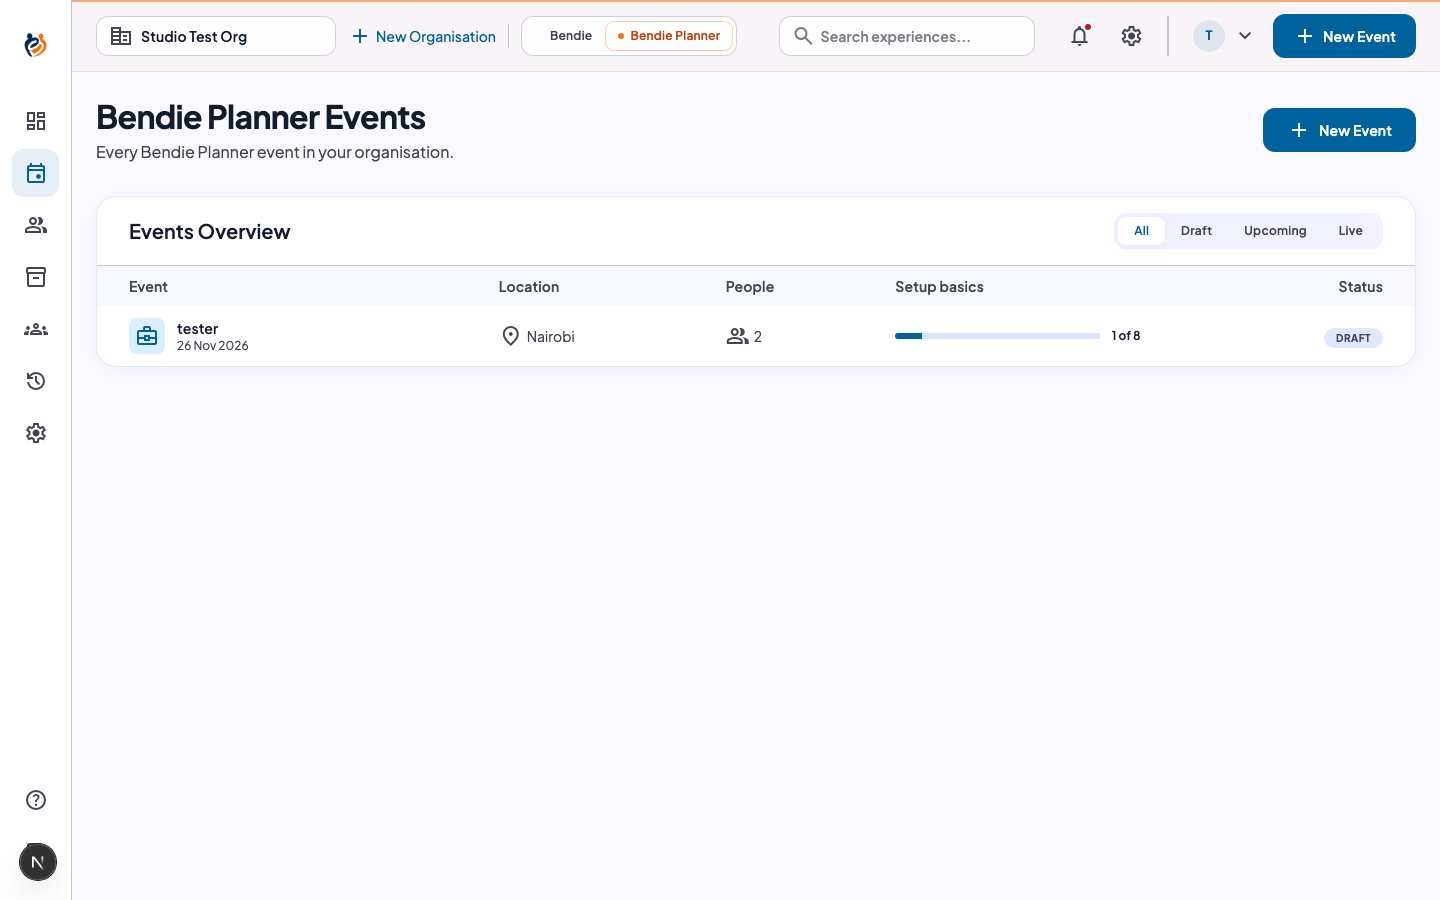 Studio Test Org
New Organisation
Bendie
Bendie Planner
Search experiences...
T
New Event
Bendie Planner Events
Every Bendie Planner event in your organisation.
New Event
Events Overview
All
Draft
Upcoming
Live
Event
Location
People
Setup basics
Status
tester
26 Nov 2026
Nairobi
2
1 of 8
DRAFT
N